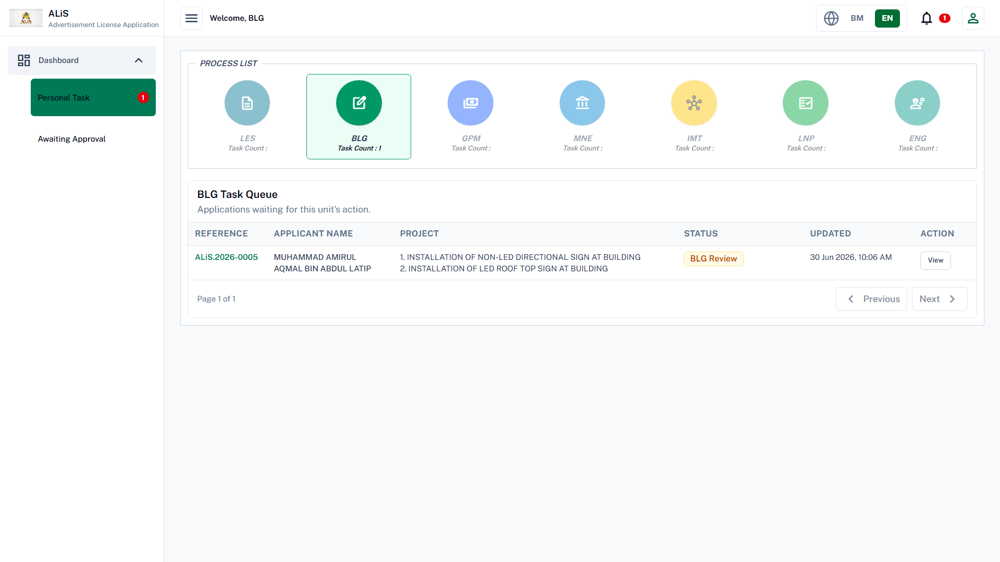 ALiS
ALiS
Advertisement License Application
Welcome, BLG
BM
EN
1
Dashboard
Personal Task
1
Awaiting Approval
PROCESS LIST
LES
Task Count :
BLG
Task Count : 1
GPM
Task Count :
MNE
Task Count :
IMT
Task Count :
LNP
Task Count :
ENG
Task Count :
BLG Task Queue
Applications waiting for this unit's action.
REFERENCE APPLICANT NAME PROJECT STATUS UPDATED ACTION
ALiS.2026-0005 MUHAMMAD AMIRUL 1. INSTALLATION OF NON-LED DIRECTIONAL SIGN AT BUILDING BLG Review 30 Jun 2026, 10:06 AM View
AQMAL BIN ABDUL LATIP 2. INSTALLATION OF LED ROOF TOP SIGN AT BUILDING
Page 1 of 1
Previous
Next